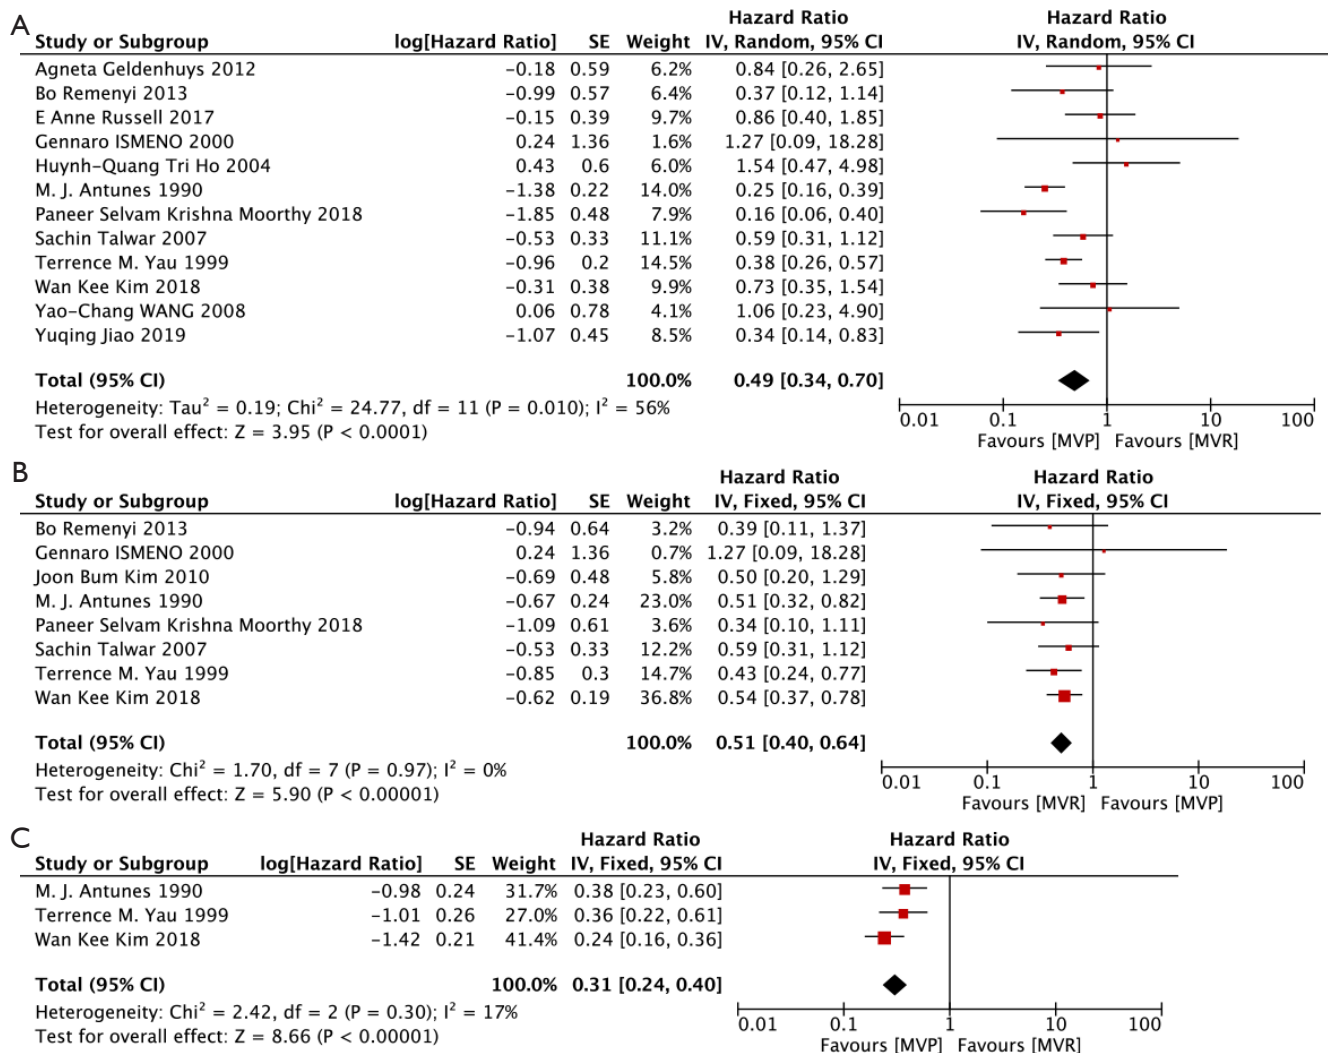 A
Hazard Ratio Hazard Ratio
Study or Subgroup log[Hazard Ratio] SE Weight IV, Random, 95% CI IV, Random, 95% CI
Agneta Geldenhuys 2012 −0.18 0.59 6.2% 0.84 [0.26, 2.65]
Bo Remenyi 2013 −0.99 0.57 6.4% 0.37 [0.12, 1.14]
E Anne Russell 2017 −0.15 0.39 9.7% 0.86 [0.40, 1.85]
Gennaro ISMENO 2000 0.24 1.36 1.6% 1.27 [0.09, 18.28]
Huynh-Quang Tri Ho 2004 0.43 0.6 6.0% 1.54 [0.47, 4.98]
M. J. Antunes 1990 −1.38 0.22 14.0% 0.25 [0.16, 0.39]
Paneer Selvam Krishna Moorthy 2018 −1.85 0.48 7.9% 0.16 [0.06, 0.40]
Sachin Talwar 2007 −0.53 0.33 11.1% 0.59 [0.31, 1.12]
Terrence M. Yau 1999 −0.96 0.2 14.5% 0.38 [0.26, 0.57]
Wan Kee Kim 2018 −0.31 0.38 9.9% 0.73 [0.35, 1.54]
Yao-Chang WANG 2008 0.06 0.78 4.1% 1.06 [0.23, 4.90]
Yuqing Jiao 2019 −1.07 0.45 8.5% 0.34 [0.14, 0.83]
Total (95% CI) 100.0% 0.49 [0.34, 0.70]
Heterogeneity: Tau² = 0.19; Chi² = 24.77, df = 11 (P = 0.010); I² = 56%
Test for overall effect: Z = 3.95 (P < 0.0001)
0.01 0.1 1 10 100
Favours [MVP] Favours [MVR]
B
Hazard Ratio Hazard Ratio
Study or Subgroup log[Hazard Ratio] SE Weight IV, Fixed, 95% CI IV, Fixed, 95% CI
Bo Remenyi 2013 −0.94 0.64 3.2% 0.39 [0.11, 1.37]
Gennaro ISMENO 2000 0.24 1.36 0.7% 1.27 [0.09, 18.28]
Joon Bum Kim 2010 −0.69 0.48 5.8% 0.50 [0.20, 1.29]
M. J. Antunes 1990 −0.67 0.24 23.0% 0.51 [0.32, 0.82]
Paneer Selvam Krishna Moorthy 2018 −1.09 0.61 3.6% 0.34 [0.10, 1.11]
Sachin Talwar 2007 −0.53 0.33 12.2% 0.59 [0.31, 1.12]
Terrence M. Yau 1999 −0.85 0.3 14.7% 0.43 [0.24, 0.77]
Wan Kee Kim 2018 −0.62 0.19 36.8% 0.54 [0.37, 0.78]
Total (95% CI) 100.0% 0.51 [0.40, 0.64]
Heterogeneity: Chi² = 1.70, df = 7 (P = 0.97); I² = 0%
Test for overall effect: Z = 5.90 (P < 0.00001)
0.01 0.1 1 10 100
Favours [MVR] Favours [MVP]
C
Hazard Ratio Hazard Ratio
Study or Subgroup log[Hazard Ratio] SE Weight IV, Fixed, 95% CI IV, Fixed, 95% CI
M. J. Antunes 1990 −0.98 0.24 31.7% 0.38 [0.23, 0.60]
Terrence M. Yau 1999 −1.01 0.26 27.0% 0.36 [0.22, 0.61]
Wan Kee Kim 2018 −1.42 0.21 41.4% 0.24 [0.16, 0.36]
Total (95% CI) 100.0% 0.31 [0.24, 0.40]
Heterogeneity: Chi² = 2.42, df = 2 (P = 0.30); I² = 17%
Test for overall effect: Z = 8.66 (P < 0.00001)
0.01 0.1 1 10 100
Favours [MVP] Favours [MVR]